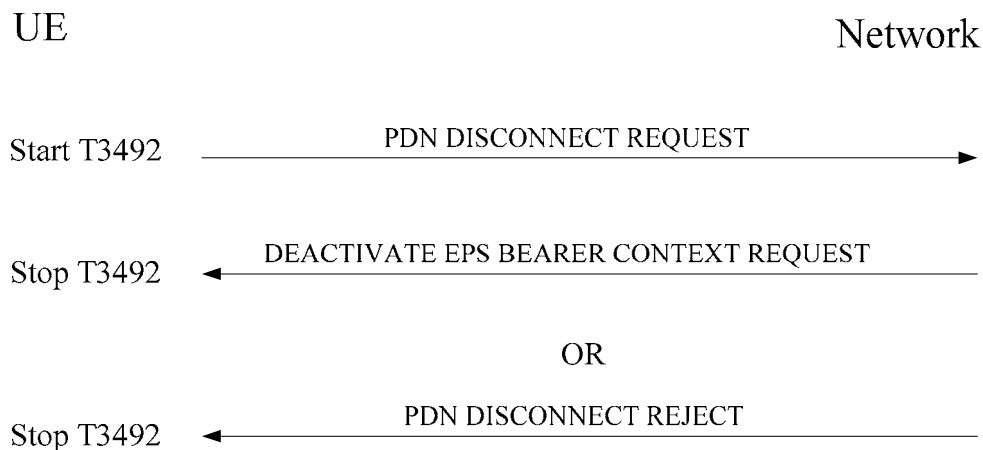 UE
Network
Start T3492
PDN DISCONNECT REQUEST
DEACTIVATE EPS BEARER CONTEXT REQUEST
Stop T3492
OR
PDN DISCONNECT REJECT
Stop T3492